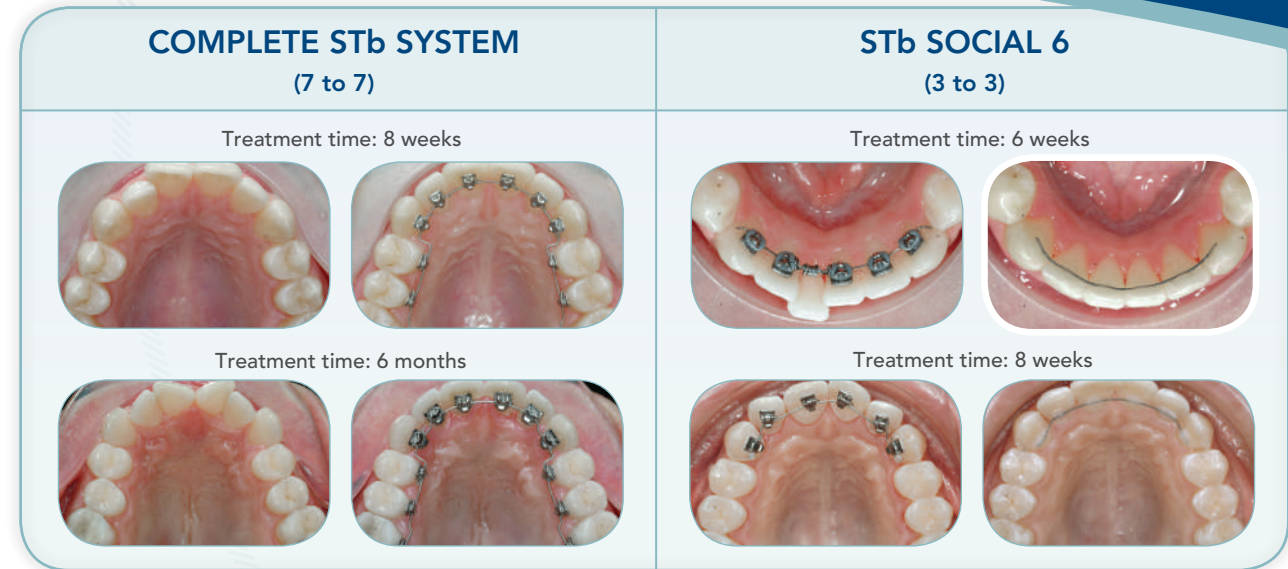 COMPLETE STb SYSTEM
(7 to 7)
Treatment time: 8 weeks
Treatment time: 6 months
STb SOCIAL 6
(3 to 3)
Treatment time: 6 weeks
Treatment time: 8 weeks